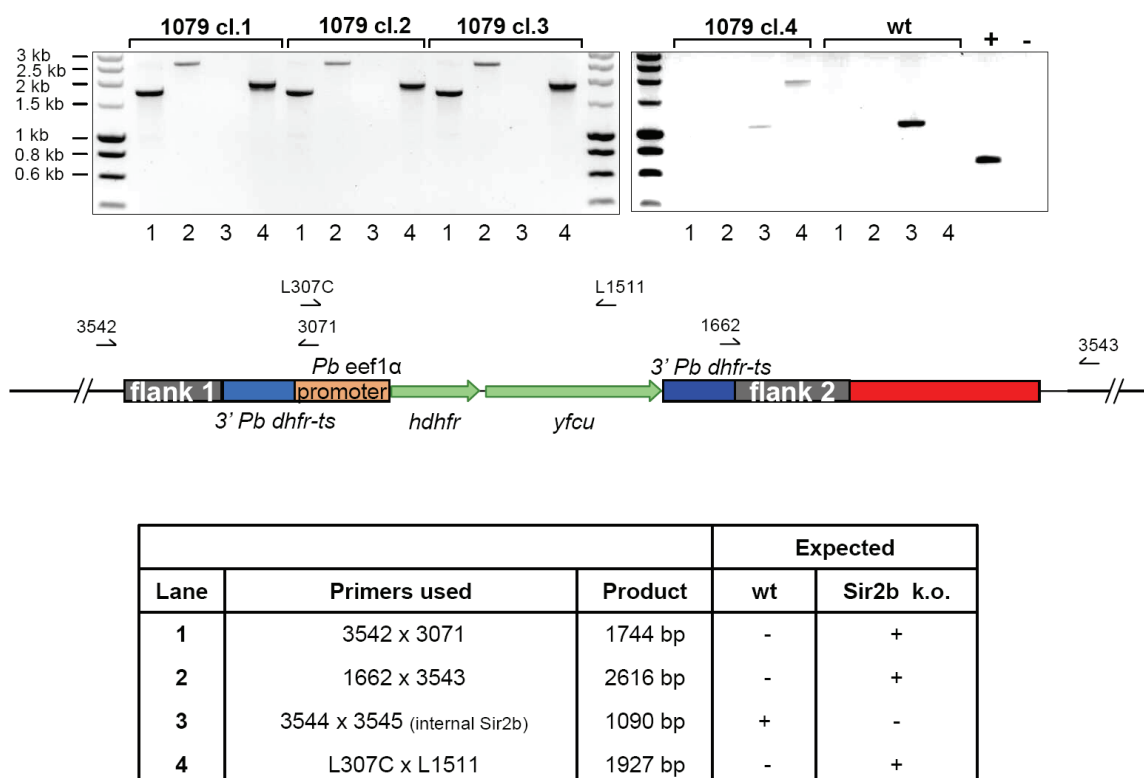 1079 cl.1 1079 cl.2 1079 cl.3 1079 cl.4 wt + -
3 kb
2.5 kb
2 kb
1.5 kb
1 kb
0.8 kb
0.6 kb
1 2 3 4 1 2 3 4 1 2 3 4 1 2 3 4 1 2 3 4
L307C L1511
3542 3071 1662 3543
Pb eef1α 3' Pb dhfr-ts
flank 1 promoter flank 2
3' Pb dhfr-ts hdhfr yfcu
Expected
Lane Primers used Product wt Sir2b k.o.
1 3542 x 3071 1744 bp - +
2 1662 x 3543 2616 bp - +
3 3544 x 3545 (internal Sir2b) 1090 bp + -
4 L307C x L1511 1927 bp - +